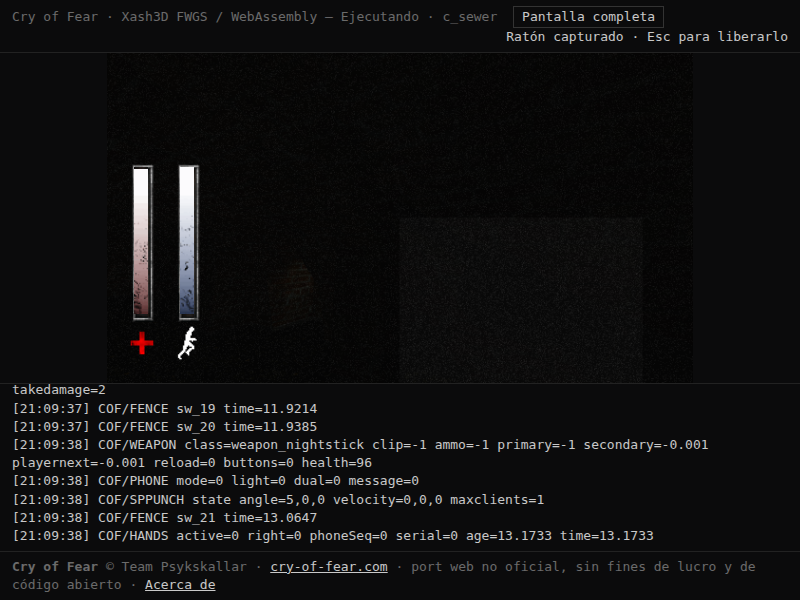 Cry of Fear · Xash3D FWGS / WebAssembly — Ejecutando · c_sewer Pantalla completa
Ratón capturado · Esc para liberarlo
takedamage=2
[21:09:37] COF/FENCE sw_19 time=11.9214
[21:09:37] COF/FENCE sw_20 time=11.9385
[21:09:38] COF/WEAPON class=weapon_nightstick clip=-1 ammo=-1 primary=-1 secondary=-0.001
playernext=-0.001 reload=0 buttons=0 health=96
[21:09:38] COF/PHONE mode=0 light=0 dual=0 message=0
[21:09:38] COF/SPPUNCH state angle=5,0,0 velocity=0,0,0 maxclients=1
[21:09:38] COF/FENCE sw_21 time=13.0647
[21:09:38] COF/HANDS active=0 right=0 phoneSeq=0 serial=0 age=13.1733 time=13.1733
Cry of Fear © Team Psykskallar · cry-of-fear.com · port web no oficial, sin fines de lucro y de
código abierto · Acerca de